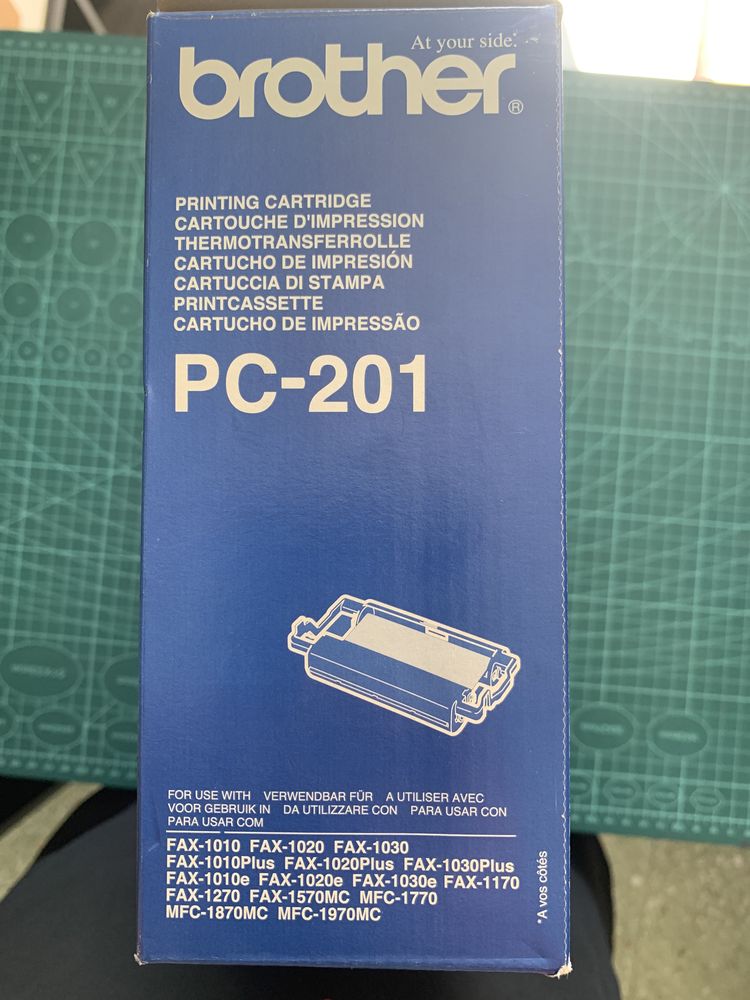 At your side.
brother®
PRINTING CARTRIDGE
CARTOUCHE D'IMPRESSION
THERMOTRANSFERROLLE
CARTUCHO DE IMPRESIÓN
CARTUCCIA DI STAMPA
PRINTCASSETTE
CARTUCHO DE IMPRESSÃO
PC-201
FOR USE WITH VERWENDBAR FÜR A UTILISER AVEC
VOOR GEBRUIK IN DA UTILIZZARE CON PARA USAR CON
PARA USAR COM
FAX-1010 FAX-1020 FAX-1030
FAX-1010Plus FAX-1020Plus FAX-1030Plus
FAX-1010e FAX-1020e FAX-1030e FAX-1170
FAX-1270 FAX-1570MC MFC-1770
MFC-1870MC MFC-1970MC
*A vos côtés